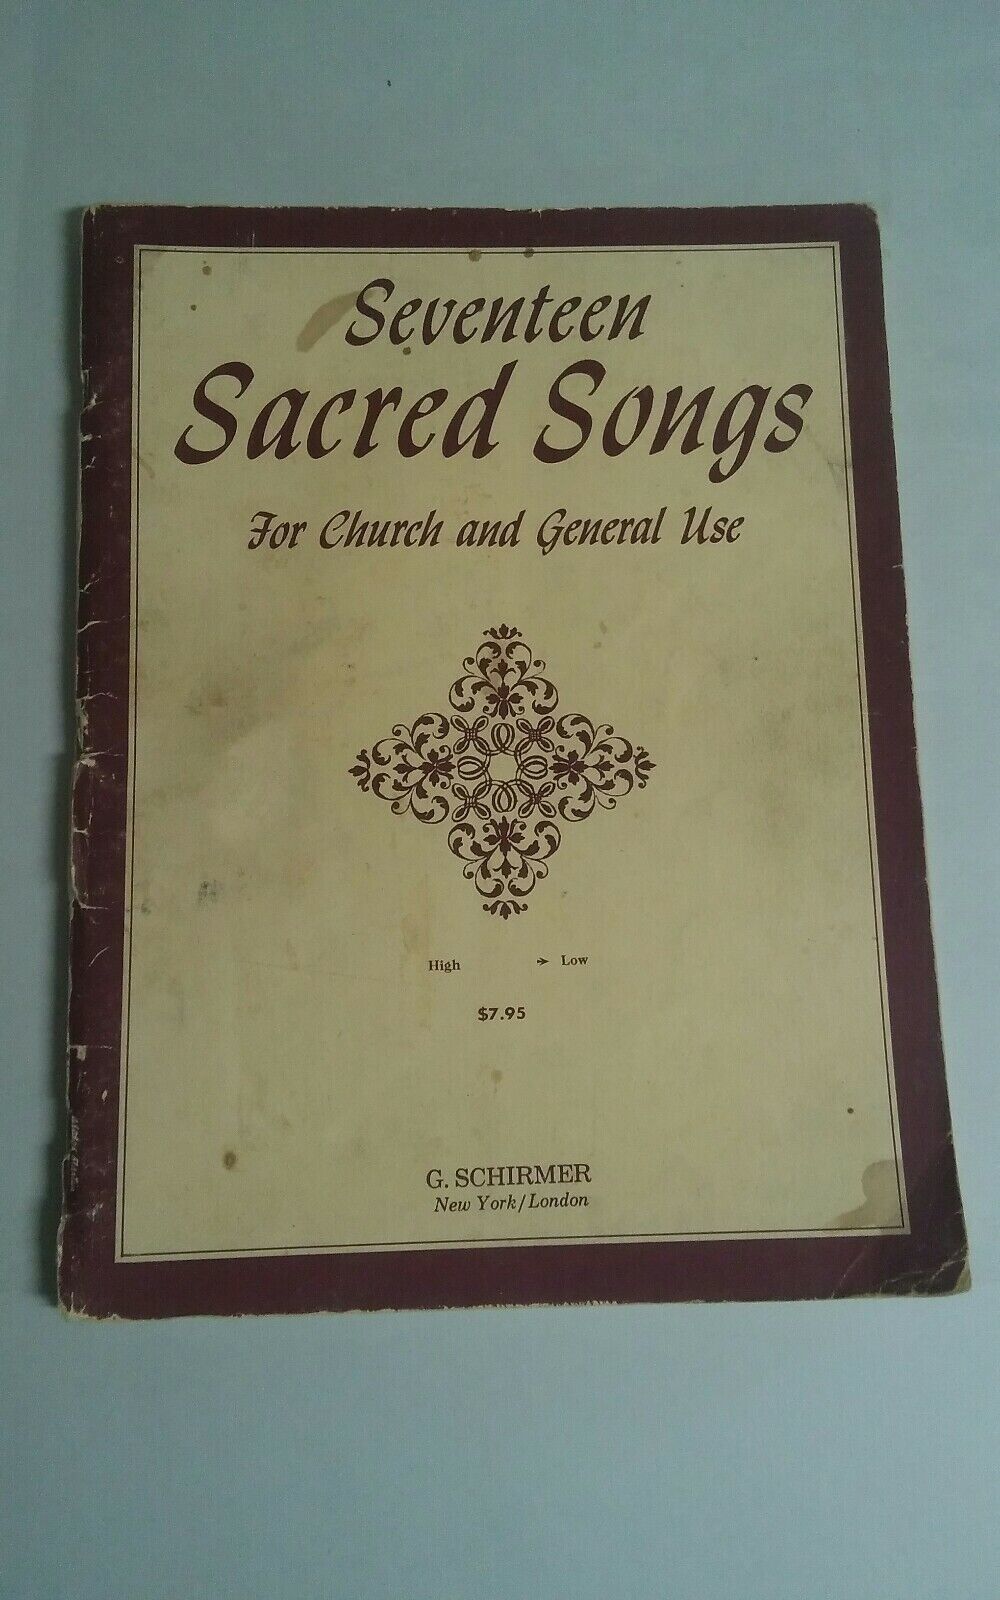 Seventeen
Sacred Songs
For Church and General Use
High → Low
$7.95
G. SCHIRMER
New York/London